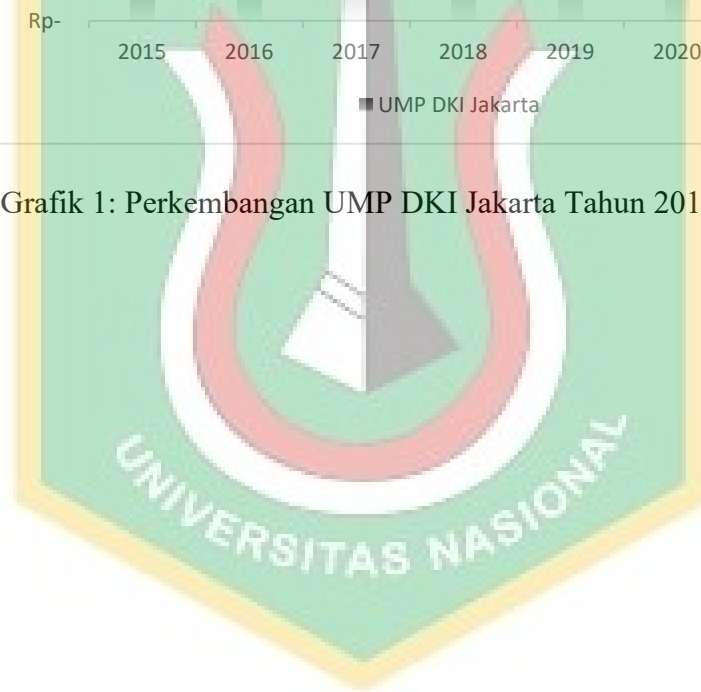 Rp-
2015 2016 2017 2018 2019 2020
UMP DKI Jakarta
Grafik 1: Perkembangan UMP DKI Jakarta Tahun 201
UNIVERSITAS NASIONAL